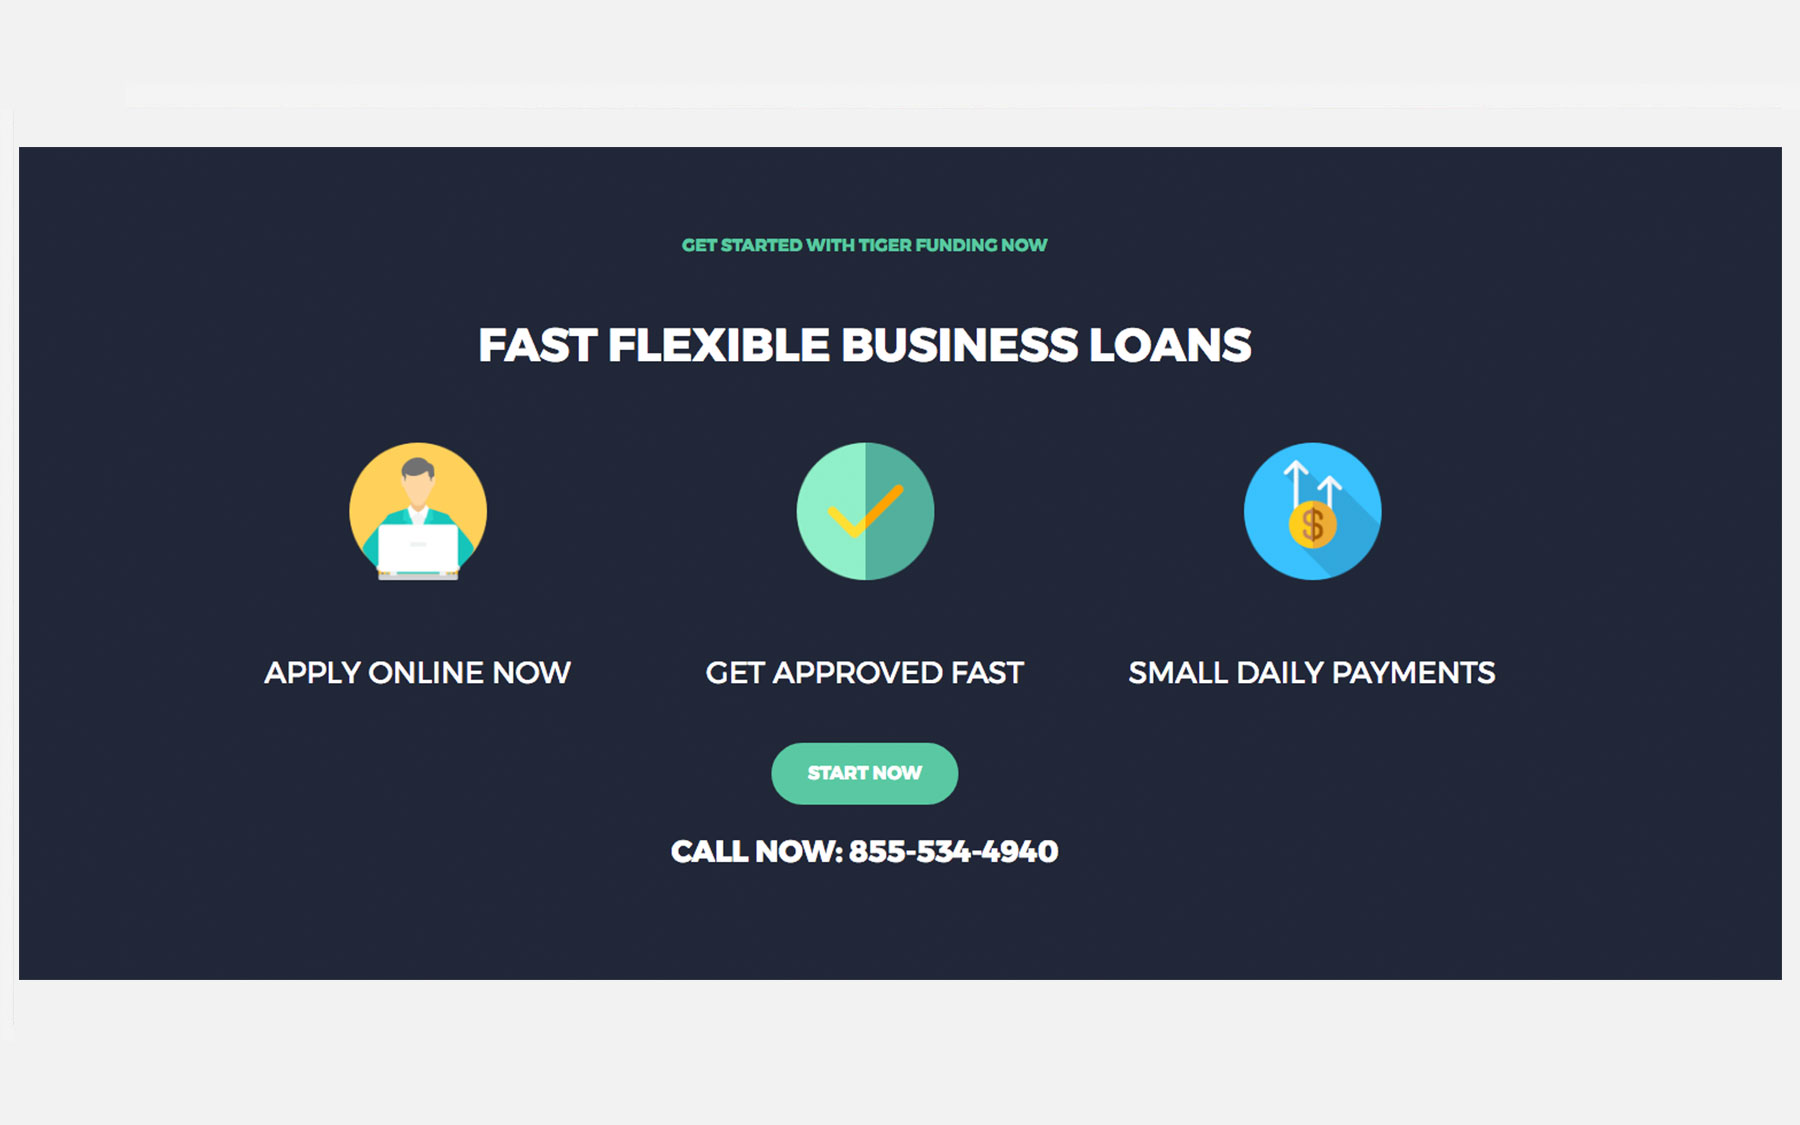 GET STARTED WITH TIGER FUNDING NOW
FAST FLEXIBLE BUSINESS LOANS
$
APPLY ONLINE NOW
GET APPROVED FAST
SMALL DAILY PAYMENTS
START NOW
CALL NOW: 855-534-4940